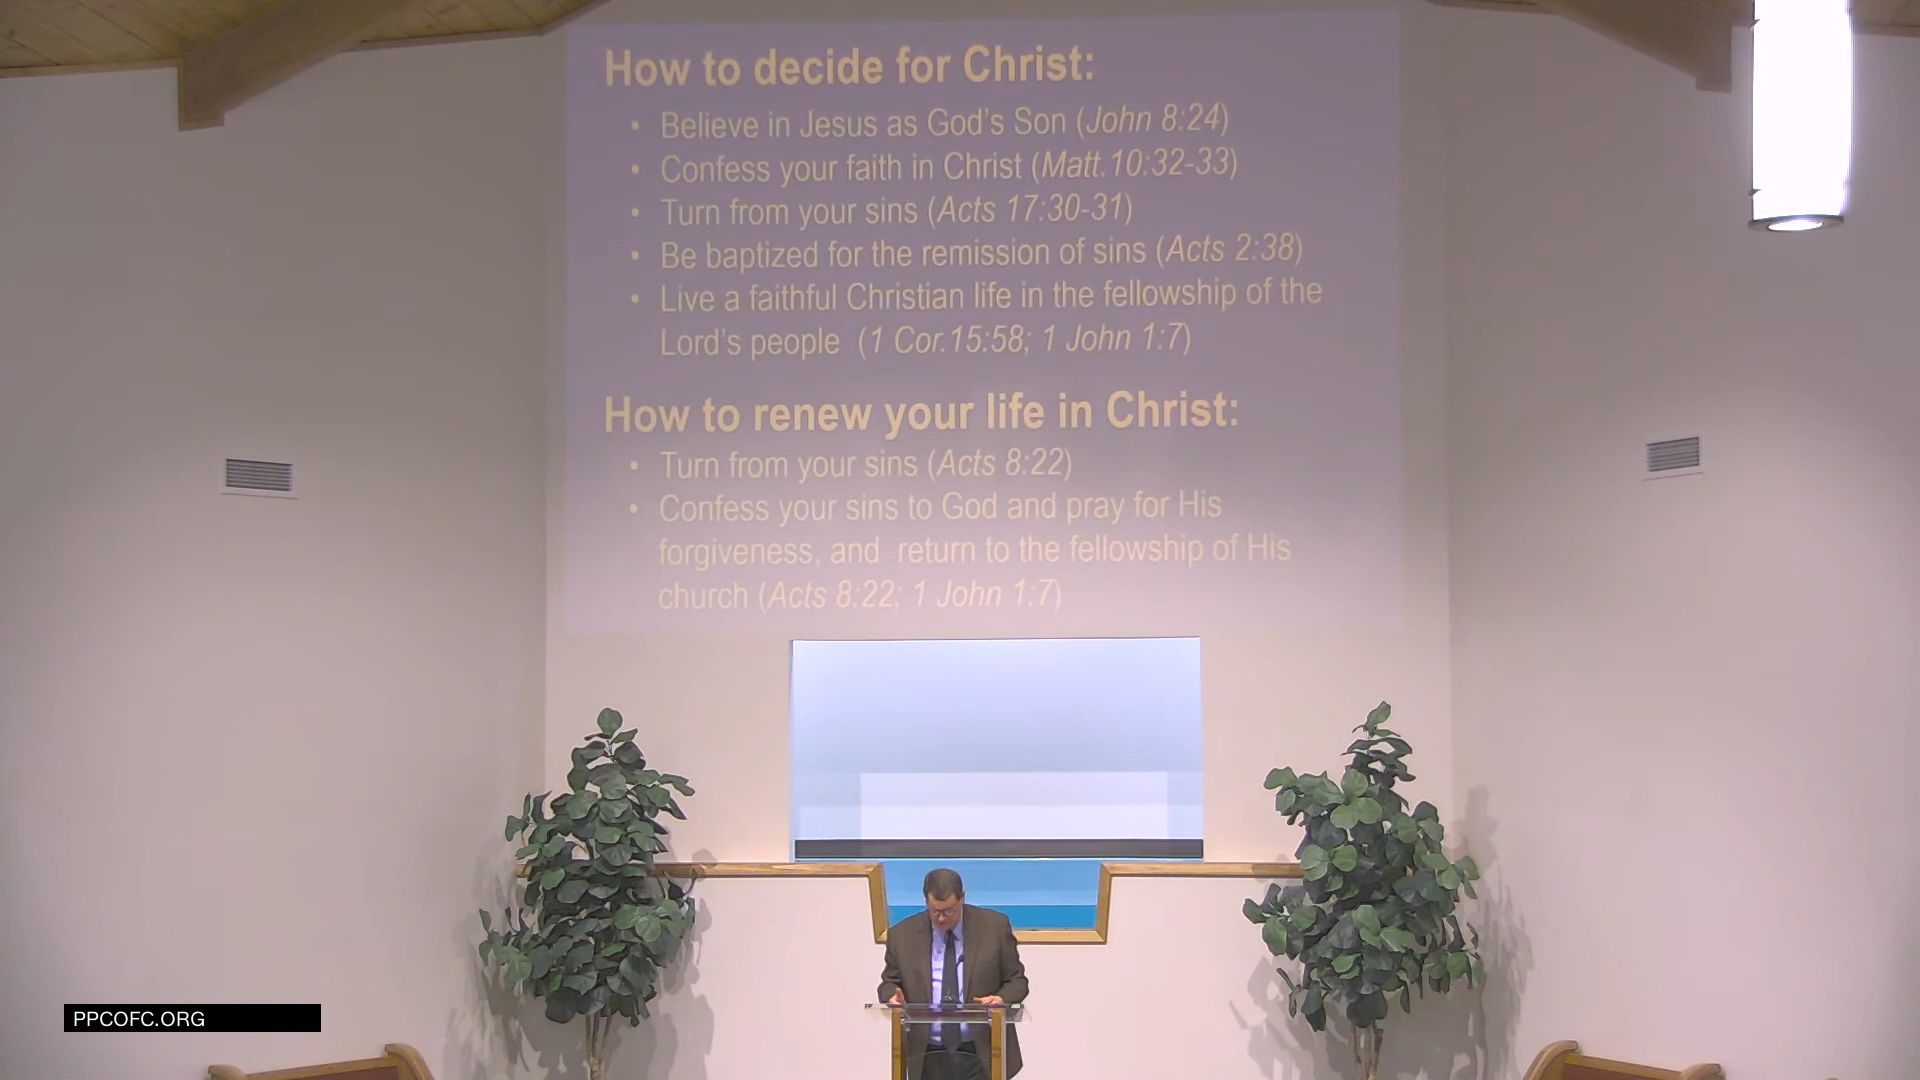 How to decide for Christ:
• Believe in Jesus as God's Son (John 8:24)
• Confess your faith in Christ (Matt.10:32-33)
• Turn from your sins (Acts 17:30-31)
• Be baptized for the remission of sins (Acts 2:38)
• Live a faithful Christian life in the fellowship of the
Lord's people (1 Cor.15:58; 1 John 1:7)
How to renew your life in Christ:
• Turn from your sins (Acts 8:22)
• Confess your sins to God and pray for His
forgiveness, and return to the fellowship of His
church (Acts 8:22; 1 John 1:7)
PPCOFC.ORG